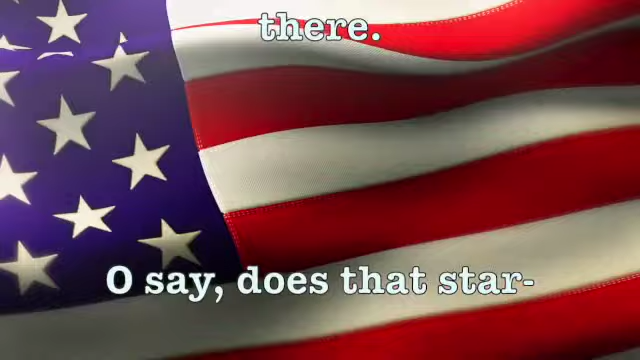 there.
O say, does that star-